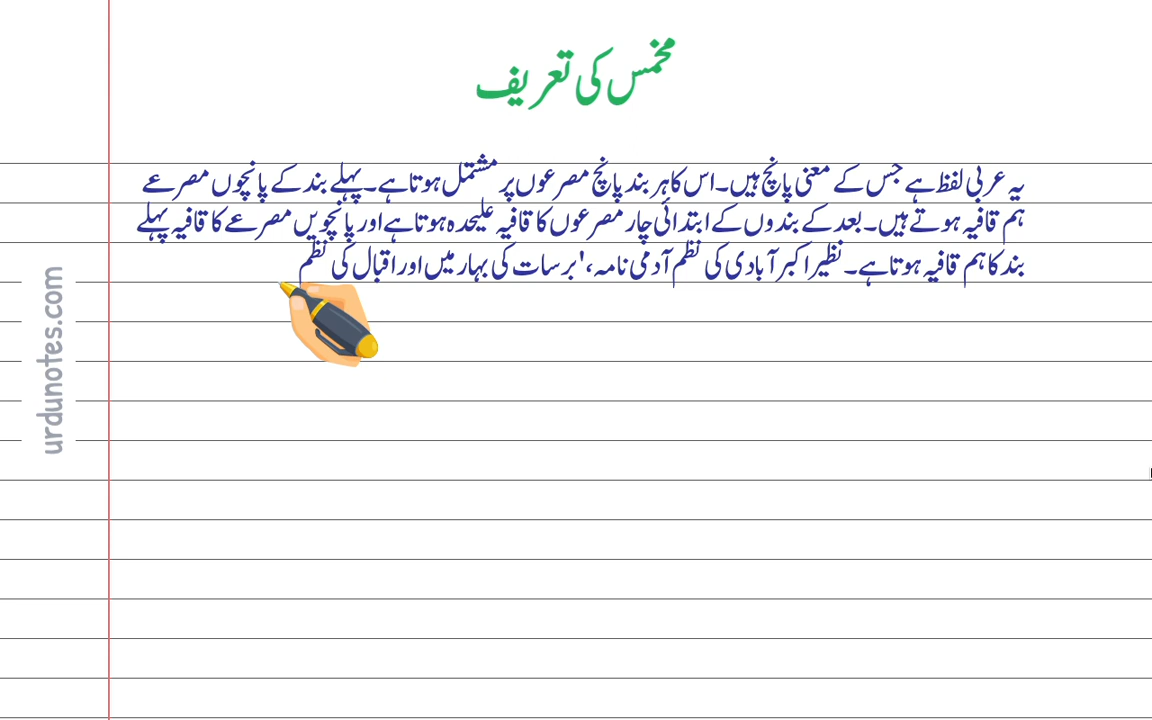 مخمس کی تعریف
یہ عربی لفظ ہے جس کے معنی پانچ ہیں۔اس کا ہر بند پانچ مصرعوں پر مشتمل ہوتا ہے۔پہلے بند کے پانچوں مصرعے
ہم قافیہ ہوتے ہیں۔بعد کے بندوں کے ابتدائی چار مصرعوں کا قافیہ علیحدہ ہوتا ہے اور پانچویں مصرعے کا قافیہ پہلے
بند کا ہم قافیہ ہوتا ہے۔نظیر اکبر آبادی کی نظم آدمی نامہ،'برسات کی بہار میں اور اقبال کی نظم
urdunotes.com